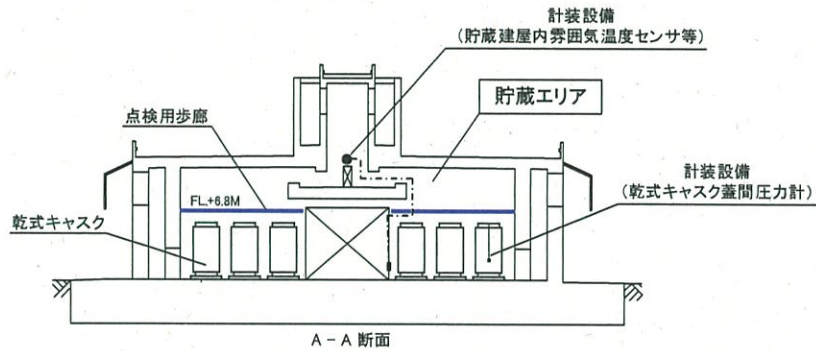 計装設備
（貯蔵建屋内雰囲気温度センサ等）
貯蔵エリア
点検用歩廊
計装設備
（乾式キャスク蓋間圧力計）
FL.+6.8M
乾式キャスク
A－A 断面